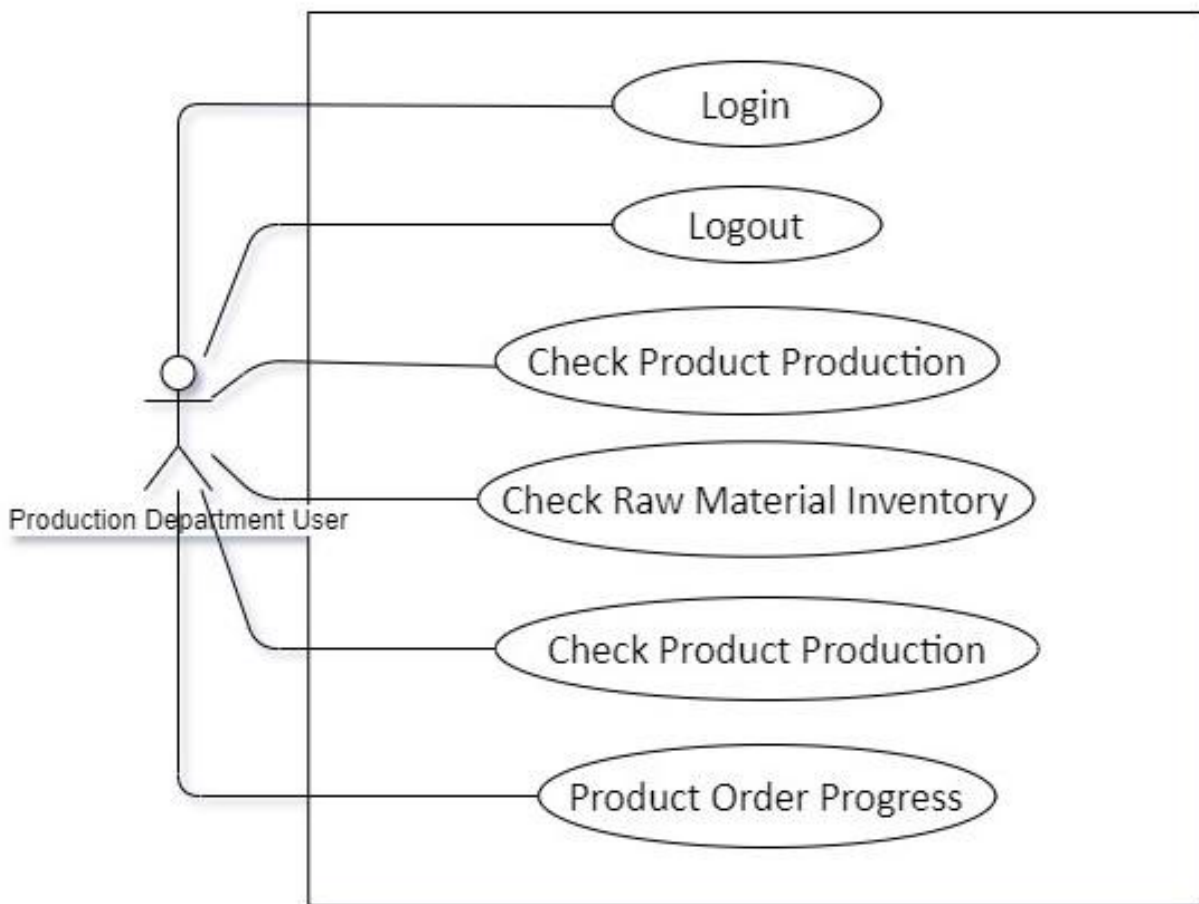 Login
Logout
Check Product Production
Check Raw Material Inventory
Production Department User
Check Product Production
Product Order Progress